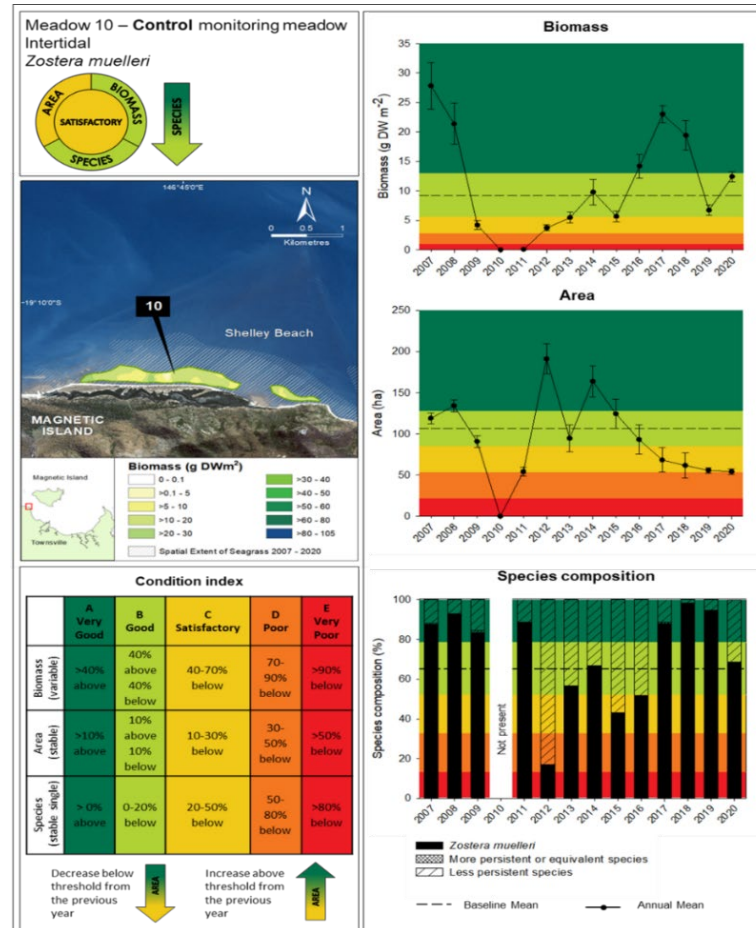 Meadow 10 – Control monitoring meadow
Intertidal
Zostera muelleri
AREA
BIOMASS
SATISFACTORY
SPECIES
SPECIES
146°45'0"E
N
0 0.5 1
Kilometres
-19°10'0"S
10
Shelley Beach
MAGNETIC
ISLAND
Magnetic Island
Townsville
Biomass (g DWm²)
0 - 0.1
>0.1 - 5
>5 - 10
>10 - 20
>20 - 30
>30 - 40
>40 - 50
>50 - 60
>60 - 80
>80 - 105
Spatial Extent of Seagrass 2007 - 2020
Condition index
A
Very
Good
B
Good
C
Satisfactory
D
Poor
E
Very
Poor
Biomass
(variable)
>40%
above
40%
above
40%
below
40-70%
below
70-
90%
below
>90%
below
Area
(stable)
>10%
above
10%
above
10%
below
10-30%
below
30-
50%
below
>50%
below
Species
(stable single)
> 0%
above
0-20%
below
20-50%
below
50-
80%
below
>80%
below
Decrease below
threshold from
the previous
year
AREA
Increase above
threshold from
the previous
year
AREA
Biomass
Biomass (g DW m-2)
35
30
25
20
15
10
5
0
2007 2008 2009 2010 2011 2012 2013 2014 2015 2016 2017 2018 2019 2020
Area
Area (ha)
250
200
150
100
50
0
2007 2008 2009 2010 2011 2012 2013 2014 2015 2016 2017 2018 2019 2020
Species composition
Species composition (%)
100
80
60
40
20
0
Not present
2007 2008 2009 2010 2011 2012 2013 2014 2015 2016 2017 2018 2019 2020
Zostera muelleri
More persistent or equivalent species
Less persistent species
Baseline Mean
Annual Mean